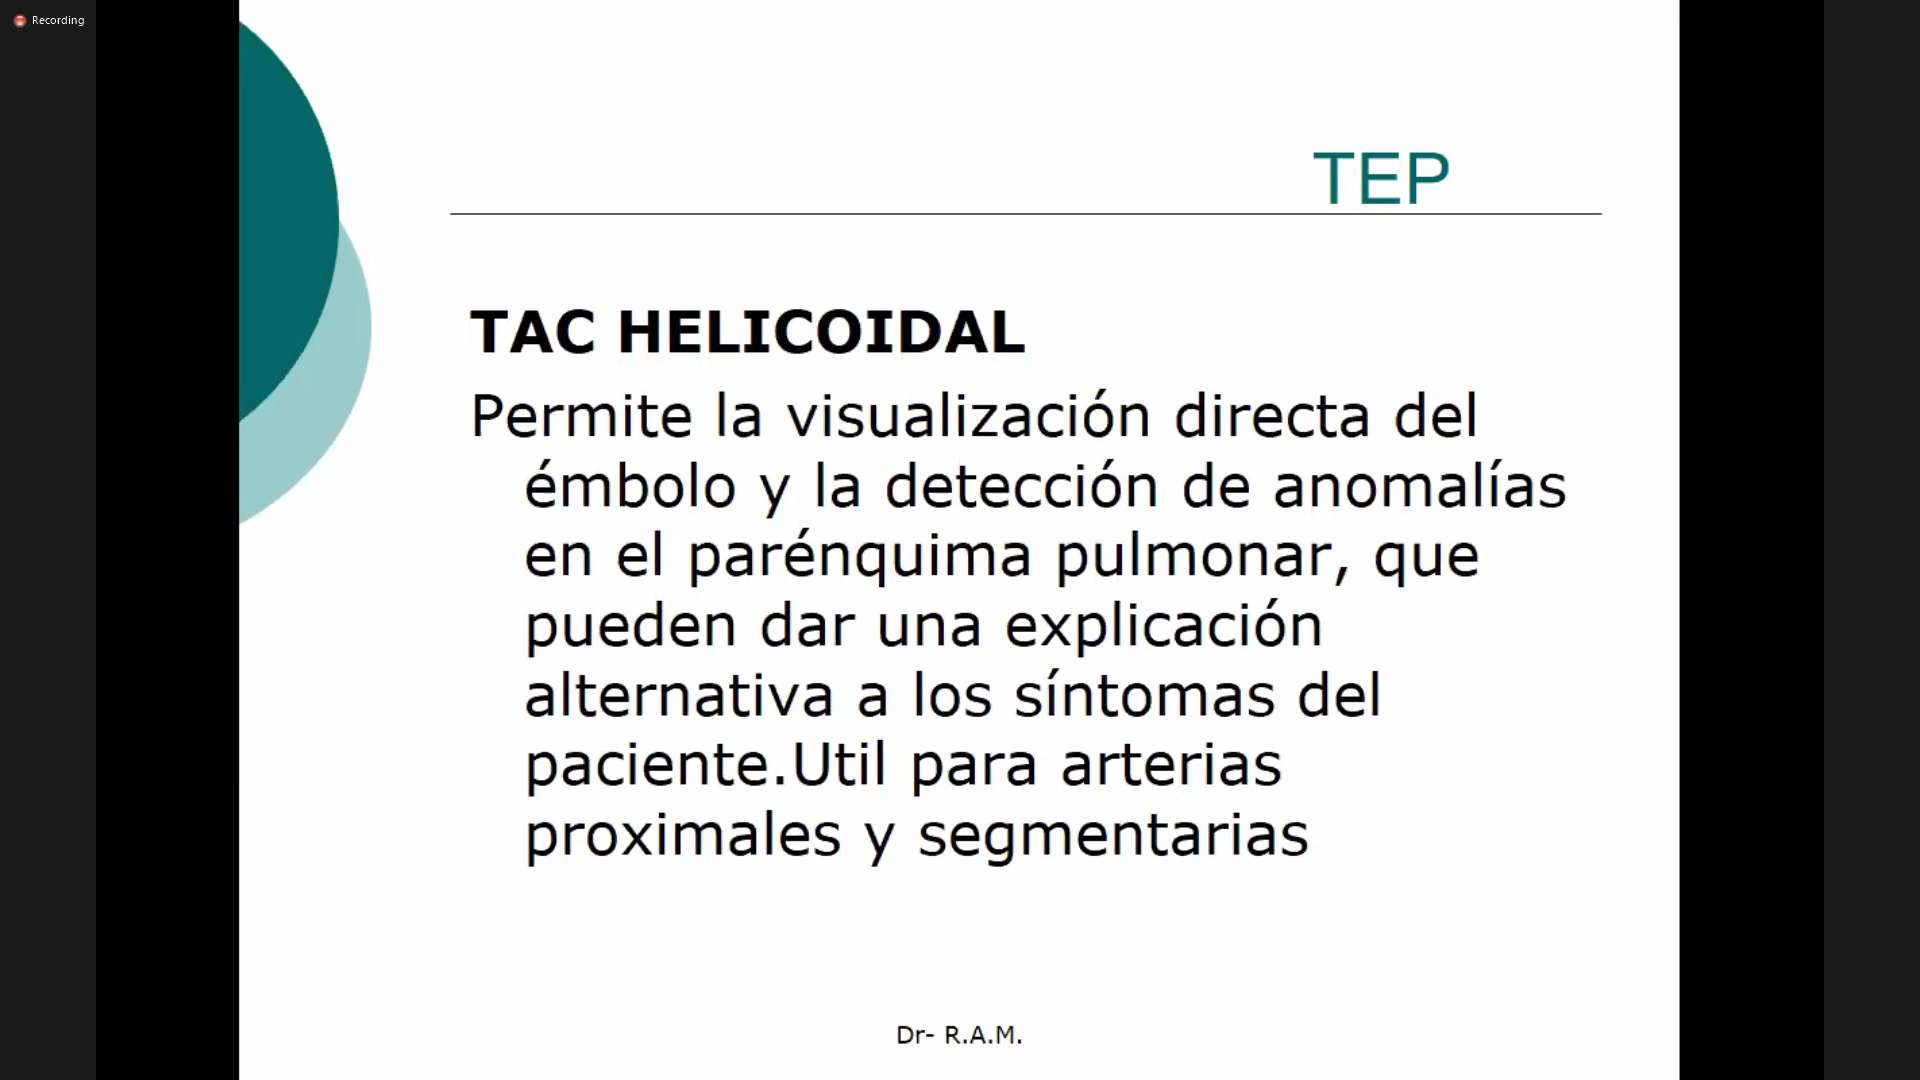 Recording
TEP
TAC HELICOIDAL
Permite la visualización directa del
émbolo y la detección de anomalías
en el parénquima pulmonar, que
pueden dar una explicación
alternativa a los síntomas del
paciente.Util para arterias
proximales y segmentarias
Dr- R.A.M.